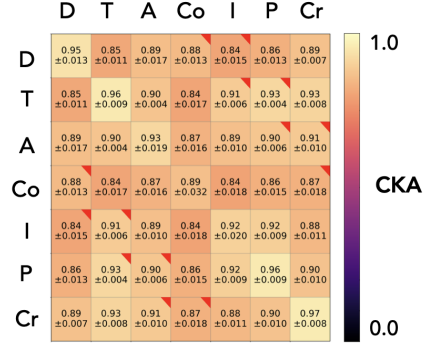 D T A Co I P Cr
D 0.95 0.85 0.89 0.88 0.84 0.86 0.89
±0.013 ±0.011 ±0.017 ±0.013 ±0.015 ±0.013 ±0.007
T 0.85 0.96 0.90 0.84 0.91 0.93 0.93
±0.011 ±0.009 ±0.004 ±0.017 ±0.006 ±0.004 ±0.008
A 0.89 0.90 0.93 0.87 0.89 0.90 0.91
±0.017 ±0.004 ±0.019 ±0.016 ±0.010 ±0.006 ±0.010
Co 0.88 0.84 0.87 0.89 0.84 0.86 0.87
±0.013 ±0.017 ±0.016 ±0.032 ±0.018 ±0.015 ±0.018
I 0.84 0.91 0.89 0.84 0.92 0.92 0.88
±0.015 ±0.006 ±0.010 ±0.018 ±0.020 ±0.009 ±0.011
P 0.86 0.93 0.90 0.86 0.92 0.96 0.90
±0.013 ±0.004 ±0.006 ±0.015 ±0.009 ±0.009 ±0.010
Cr 0.89 0.93 0.91 0.87 0.88 0.90 0.97
±0.007 ±0.008 ±0.010 ±0.018 ±0.011 ±0.010 ±0.008
1.0
CKA
0.0